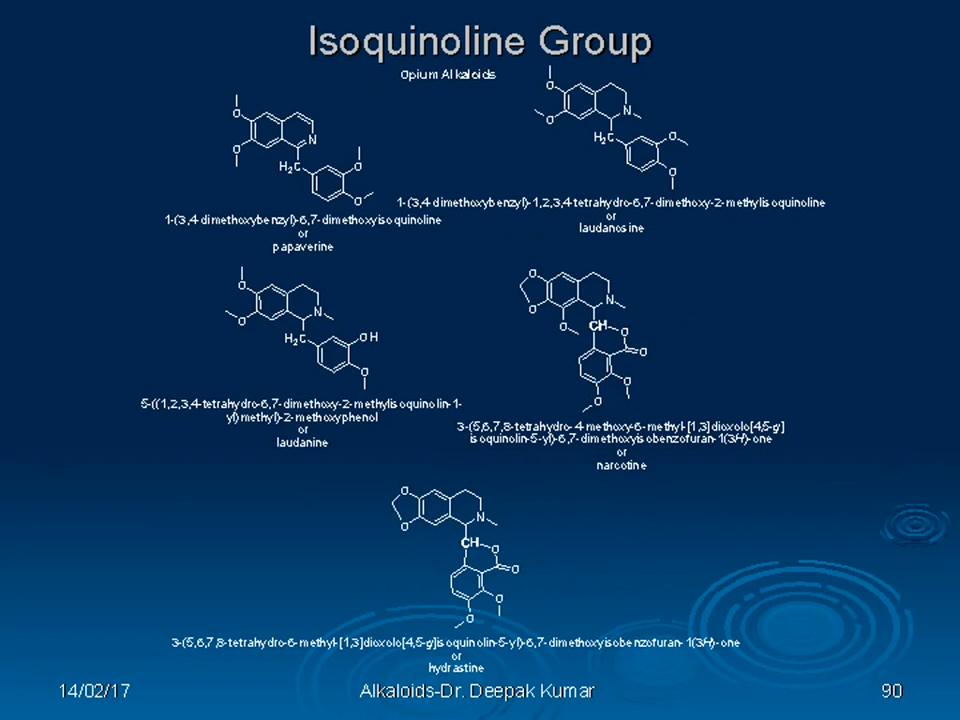 Isoquinoline Group
Opium Alkaloids
1-(3,4-dimethoxybenzyl)-6,7-dimethoxyisoquinoline
or
papaverine
1-(3,4-dimethoxybenzyl)-1,2,3,4-tetrahydro-6,7-dimethoxy-2-methylisoquinoline
or
laudanosine
5-((1,2,3,4-tetrahydro-6,7-dimethoxy-2-methylisoquinolin-1-
yl)methyl)-2-methoxyphenol
or
laudanine
3-(5,6,7,8-tetrahydro-4-methoxy-6-methyl-[1,3]dioxolo[4,5-g]
isoquinolin-5-yl)-6,7-dimethoxyisobenzofuran-1(3H)-one
or
narcotine
3-(5,6,7,8-tetrahydro-6-methyl-[1,3]dioxolo[4,5-g]isoquinolin-5-yl)-6,7-dimethoxyisobenzofuran-1(3H)-one
or
hydrastine
14/02/17 Alkaloids-Dr. Deepak Kumar 90